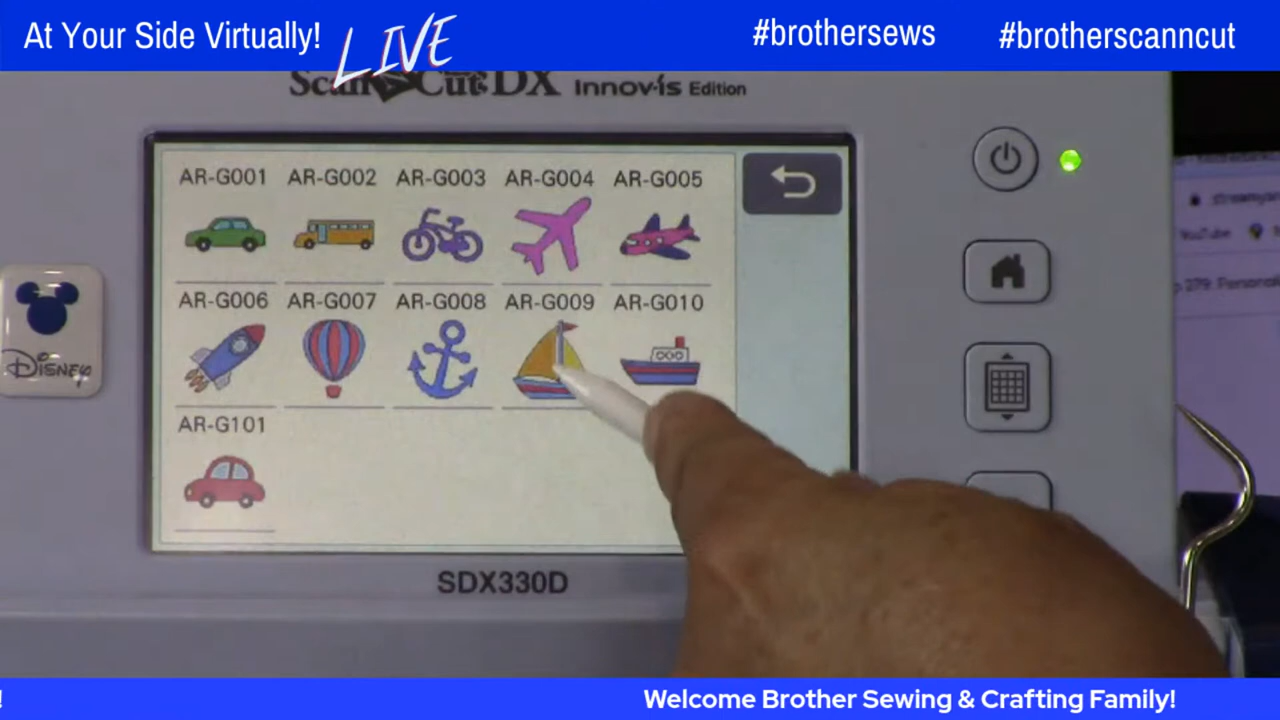 At Your Side Virtually! LIVE
#brothersews
#brotherscanncut
ScanNCut DX Innov-ís Edition
AR-G001 AR-G002 AR-G003 AR-G004 AR-G005
AR-G006 AR-G007 AR-G008 AR-G009 AR-G010
AR-G101
Disney
SDX330D
YouTube
Welcome Brother Sewing & Crafting Family!